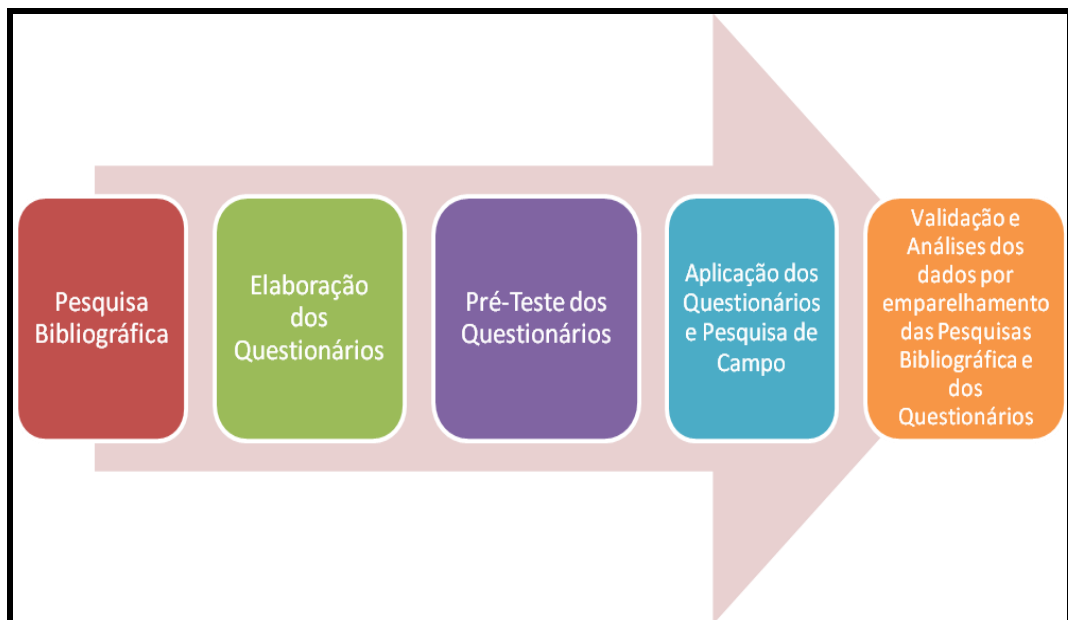 Pesquisa
Bibliográfica
Elaboração
dos
Questionários
Pré-Teste dos
Questionários
Aplicação dos
Questionários
e Pesquisa de
Campo
Validação e
Análises dos
dados por
emparelhamento
das Pesquisas
Bibliográfica e
dos
Questionários